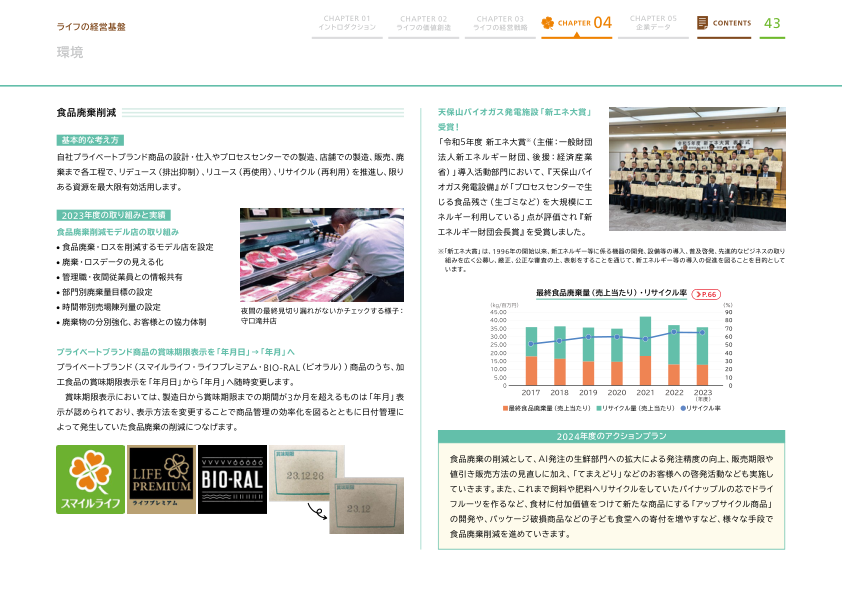 ライフの経営基盤
環境
CHAPTER 01
イントロダクション
CHAPTER 02
ライフの価値創造
CHAPTER 03
ライフの経営戦略
CHAPTER 04
CHAPTER 05
企業データ
CONTENTS
43
食品廃棄削減
基本的な考え方
自社プライベートブランド商品の設計・仕入やプロセスセンターでの製造、店舗での製造、販売、廃
棄まで各工程で、リデュース（排出抑制）、リユース（再使用）、リサイクル（再利用）を推進し、限り
ある資源を最大限有効活用します。
2023年度の取り組みと実績
食品廃棄削減モデル店の取り組み
• 食品廃棄・ロスを削減するモデル店を設定
• 廃棄・ロスデータの見える化
• 管理職・夜間従業員との情報共有
• 部門別廃棄量目標の設定
• 時間帯別売場陳列量の設定
• 廃棄物の分別強化、お客様との協力体制
夜間の最終見切り漏れがないかチェックする様子：
守口滝井店
プライベートブランド商品の賞味期限表示を「年月日」→「年月」へ
プライベートブランド（スマイルライフ・ライフプレミアム・BIO-RAL（ビオラル））商品のうち、加
工食品の賞味期限表示を「年月日」から「年月」へ随時変更します。
　賞味期限表示においては、製造日から賞味期限までの期間が3か月を超えるものは「年月」表
示が認められており、表示方法を変更することで商品管理の効率化を図るとともに日付管理に
よって発生していた食品廃棄の削減につなげます。
スマイルライフ
LIFE
PREMIUM
ライフプレミアム
BIO-RAL
賞味期限
23.12.26
賞味期限
23.12
天保山バイオガス発電施設「新エネ大賞」
受賞！
「令和5年度 新エネ大賞※（主催：一般財団
法人新エネルギー財団、後援：経済産業
省）」導入活動部門において、『天保山バイ
オガス発電設備』が「プロセスセンターで生
じる食品残さ（生ゴミなど）を大規模にエ
ネルギー利用している」点が評価され『新
エネルギー財団会長賞』を受賞しました。
令和5年度 新エネ大賞 表彰式
※「新エネ大賞」は、1996年の開始以来、新エネルギー等に係る機器の開発、設備等の導入、普及啓発、先進的なビジネスの取り
組みを広く公募し、厳正、公正な審査の上、表彰をすることを通じて、新エネルギー等の導入の促進を図ることを目的として
います。
最終食品廃棄量（売上当たり）・リサイクル率 P.66
(kg/百万円)
45.00
40.00
35.00
30.00
25.00
20.00
15.00
10.00
5.00
0
(%)
90
80
70
60
50
40
30
20
10
0
2017 2018 2019 2020 2021 2022 2023
(年度)
最終食品廃棄量（売上当たり） リサイクル量（売上当たり） リサイクル率
2024年度のアクションプラン
食品廃棄の削減として、AI発注の生鮮部門への拡大による発注精度の向上、販売期限や
値引き販売方法の見直しに加え、「てまえどり」などのお客様への啓発活動なども実施し
ていきます。また、これまで飼料や肥料へリサイクルをしていたパイナップルの芯でドライ
フルーツを作るなど、食材に付加価値をつけて新たな商品にする「アップサイクル商品」
の開発や、パッケージ破損商品などの子ども食堂への寄付を増やすなど、様々な手段で
食品廃棄削減を進めていきます。